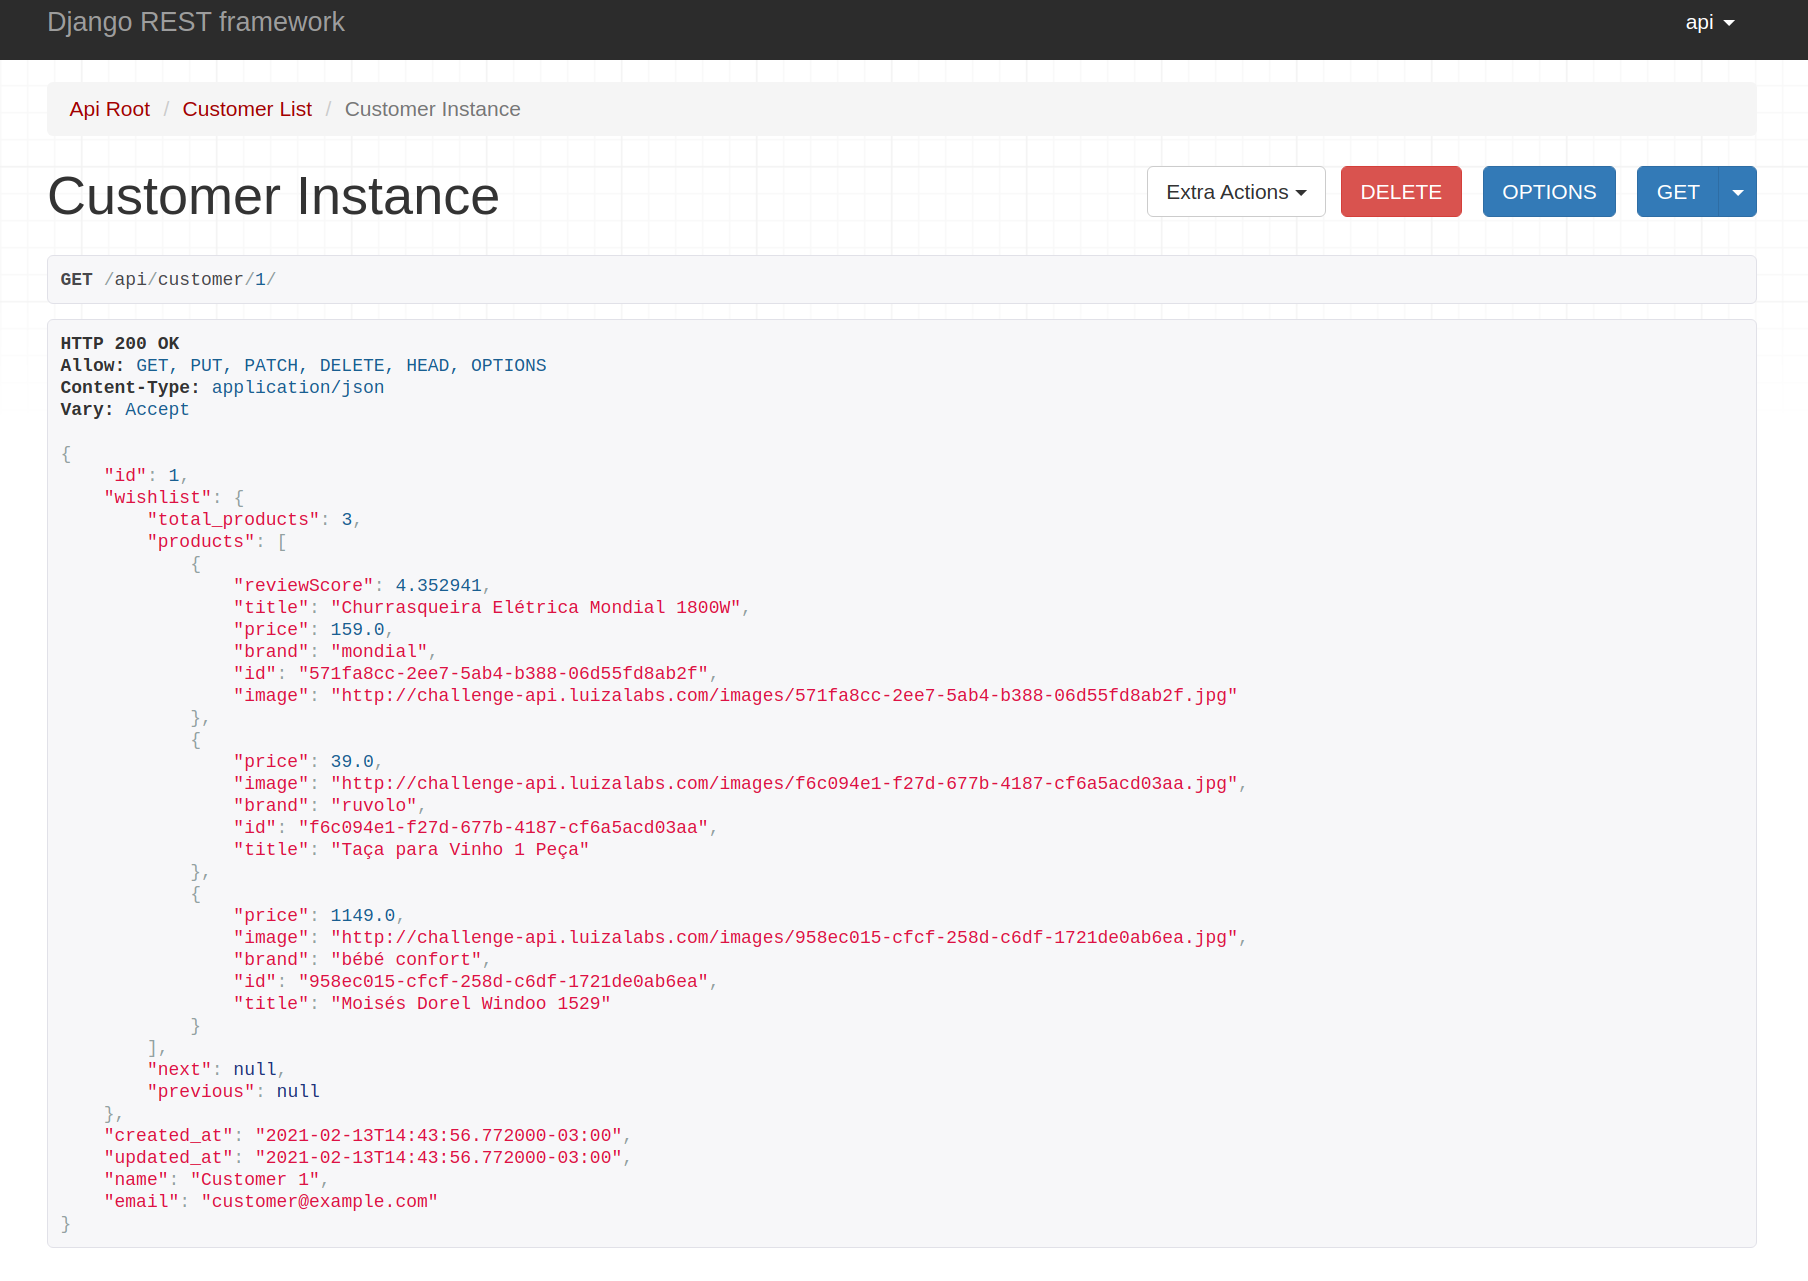 Django REST framework
api
Api Root / Customer List / Customer Instance
Customer Instance
Extra Actions
DELETE
OPTIONS
GET
GET /api/customer/1/
HTTP 200 OK
Allow: GET, PUT, PATCH, DELETE, HEAD, OPTIONS
Content-Type: application/json
Vary: Accept
{
    "id": 1,
    "wishlist": {
        "total_products": 3,
        "products": [
            {
                "reviewScore": 4.352941,
                "title": "Churrasqueira Elétrica Mondial 1800W",
                "price": 159.0,
                "brand": "mondial",
                "id": "571fa8cc-2ee7-5ab4-b388-06d55fd8ab2f",
                "image": "http://challenge-api.luizalabs.com/images/571fa8cc-2ee7-5ab4-b388-06d55fd8ab2f.jpg"
            },
            {
                "price": 39.0,
                "image": "http://challenge-api.luizalabs.com/images/f6c094e1-f27d-677b-4187-cf6a5acd03aa.jpg",
                "brand": "ruvolo",
                "id": "f6c094e1-f27d-677b-4187-cf6a5acd03aa",
                "title": "Taça para Vinho 1 Peça"
            },
            {
                "price": 1149.0,
                "image": "http://challenge-api.luizalabs.com/images/958ec015-cfcf-258d-c6df-1721de0ab6ea.jpg",
                "brand": "bébé confort",
                "id": "958ec015-cfcf-258d-c6df-1721de0ab6ea",
                "title": "Moisés Dorel Windoo 1529"
            }
        ],
        "next": null,
        "previous": null
    },
    "created_at": "2021-02-13T14:43:56.772000-03:00",
    "updated_at": "2021-02-13T14:43:56.772000-03:00",
    "name": "Customer 1",
    "email": "customer@example.com"
}